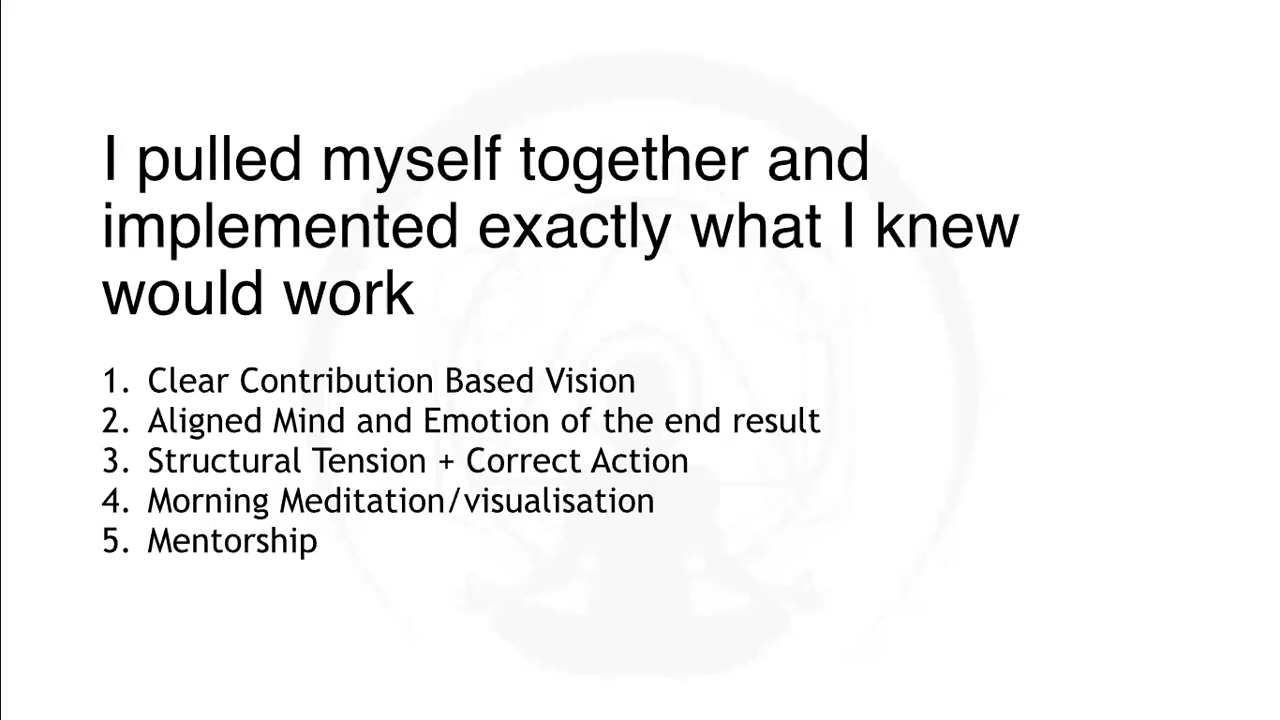 I pulled myself together and
implemented exactly what I knew
would work
1. Clear Contribution Based Vision
2. Aligned Mind and Emotion of the end result
3. Structural Tension + Correct Action
4. Morning Meditation/visualisation
5. Mentorship